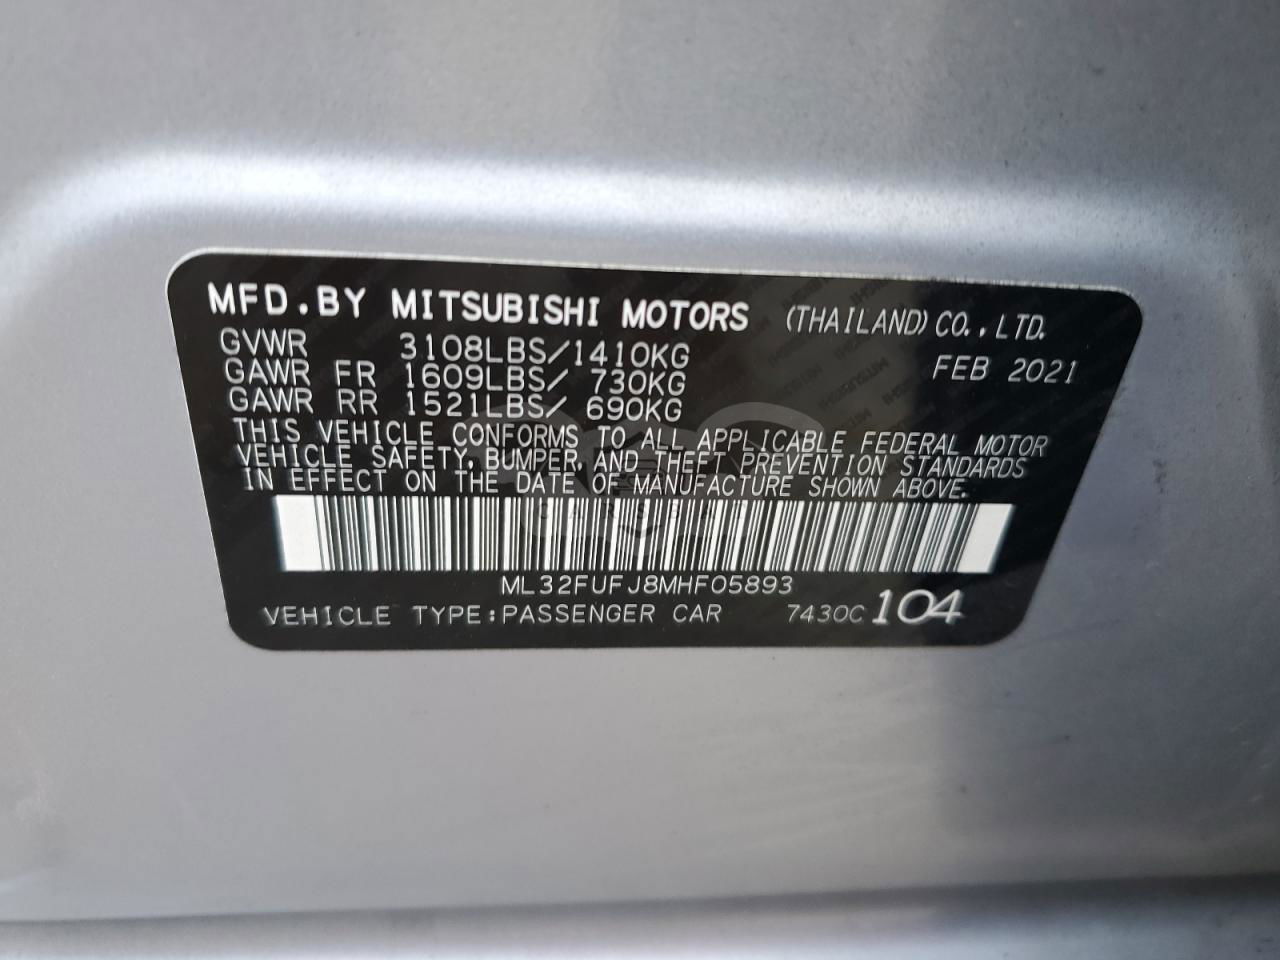 MFD.BY MITSUBISHI MOTORS (THAILAND) CO.,LTD.
GVWR 3108LBS/1410KG FEB 2021
GAWR FR 1609LBS/ 730KG
GAWR RR 1521LBS/ 690KG
THIS VEHICLE CONFORMS TO ALL APPLICABLE FEDERAL MOTOR
VEHICLE SAFETY, BUMPER, AND THEFT PREVENTION STANDARDS
IN EFFECT ON THE DATE OF MANUFACTURE SHOWN ABOVE.
ML32FUFJ8MHF05893
VEHICLE TYPE:PASSENGER CAR 7430C 104